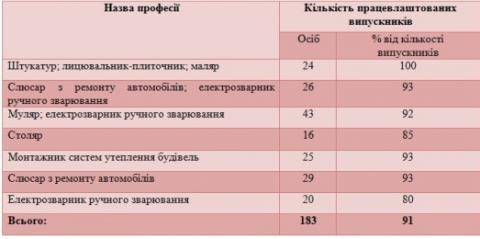 Назва професії Кількість працевлаштованих
випускників
Осіб % від кількості
випускників
Штукатур; лицювальник-плиточник; маляр 24 100
Слюсар з ремонту автомобілів; електрозварник 26 93
ручного зварювання
Муляр; електрозварник ручного зварювання 43 92
Столяр 16 85
Монтажник систем утеплення будівель 25 93
Слюсар з ремонту автомобілів 29 93
Електрозварник ручного зварювання 20 80
Всього: 183 91